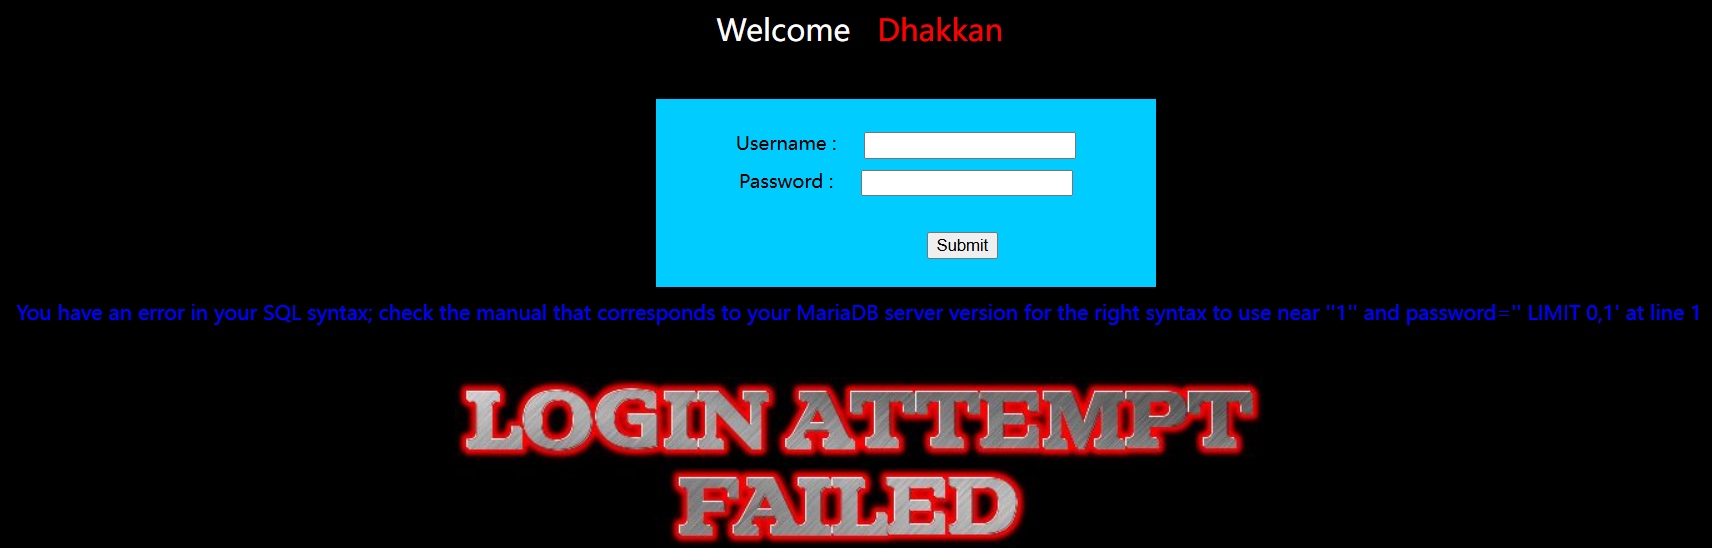 Welcome Dhakkan
Username :
Password :
Submit
You have an error in your SQL syntax; check the manual that corresponds to your MariaDB server version for the right syntax to use near ''1'' and password='' LIMIT 0,1' at line 1
LOGIN ATTEMPT
FAILED